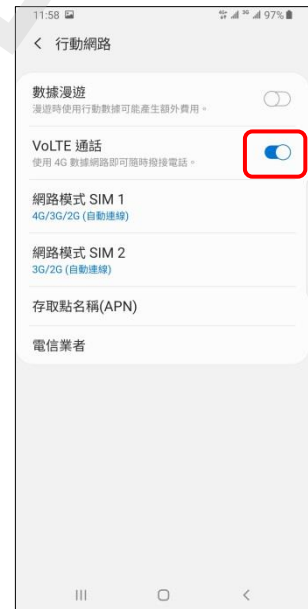 11:58 97%
行動網路
數據漫遊
漫遊時使用行動數據可能產生額外費用。
VoLTE 通話
使用 4G 數據網路即可隨時撥接電話。
網路模式 SIM 1
4G/3G/2G (自動連線)
網路模式 SIM 2
3G/2G (自動連線)
存取點名稱(APN)
電信業者